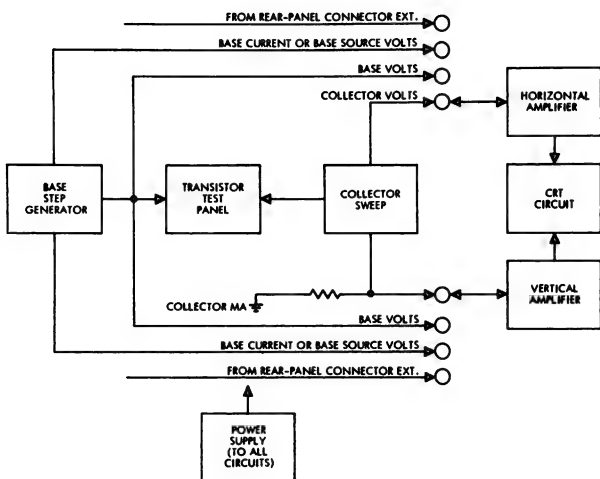 FROM REAR-PANEL CONNECTOR EXT.
BASE CURRENT OR BASE SOURCE VOLTS
BASE VOLTS
COLLECTOR VOLTS
HORIZONTAL
AMPLIFIER
BASE
STEP
GENERATOR
TRANSISTOR
TEST
PANEL
COLLECTOR
SWEEP
CRT
CIRCUIT
VERTICAL
AMPLIFIER
COLLECTOR MA
BASE VOLTS
BASE CURRENT OR BASE SOURCE VOLTS
FROM REAR-PANEL CONNECTOR EXT.
POWER
SUPPLY
(TO ALL
CIRCUITS)